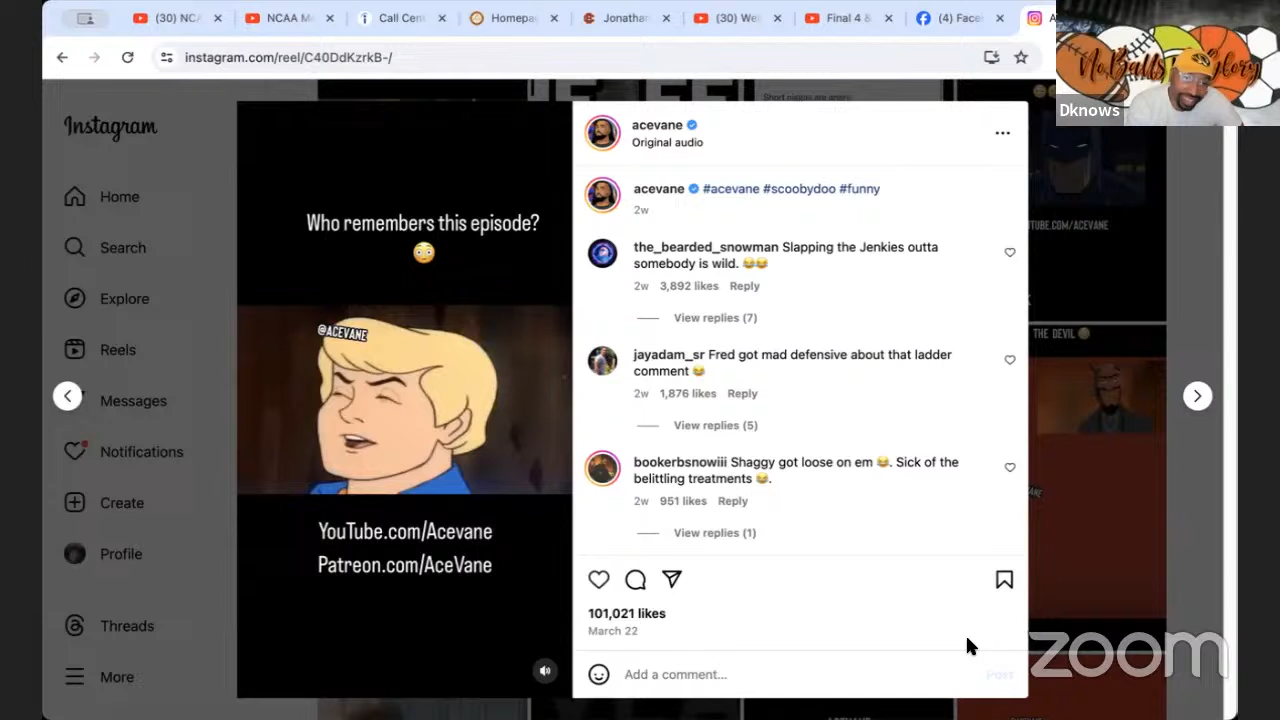 (30) NCA
NCAA M
Call Cen
Homepa
Jonathar
(30) We
Final 4 &
(4) Face
instagram.com/reel/C40DdKzrkB-/
No Balls
Glory
Dknows
Instagram
Home
Search
Explore
Reels
Messages
Notifications
Create
Profile
Threads
More
Who remembers this episode?
😳
@ACEVANE
YouTube.com/Acevane
Patreon.com/AceVane
acevane
Original audio
acevane #acevane #scoobydoo #funny
2w
the_bearded_snowman Slapping the Jenkies outta
somebody is wild. 😂😂
2w 3,892 likes Reply
View replies (7)
jayadam_sr Fred got mad defensive about that ladder
comment 😂
2w 1,876 likes Reply
View replies (5)
bookerbsnowiii Shaggy got loose on em 😂. Sick of the
belittling treatments 😂.
2w 951 likes Reply
View replies (1)
101,021 likes
March 22
Add a comment...
Post
TUBE.COM/ACEVANE
THE DEVIL
zoom